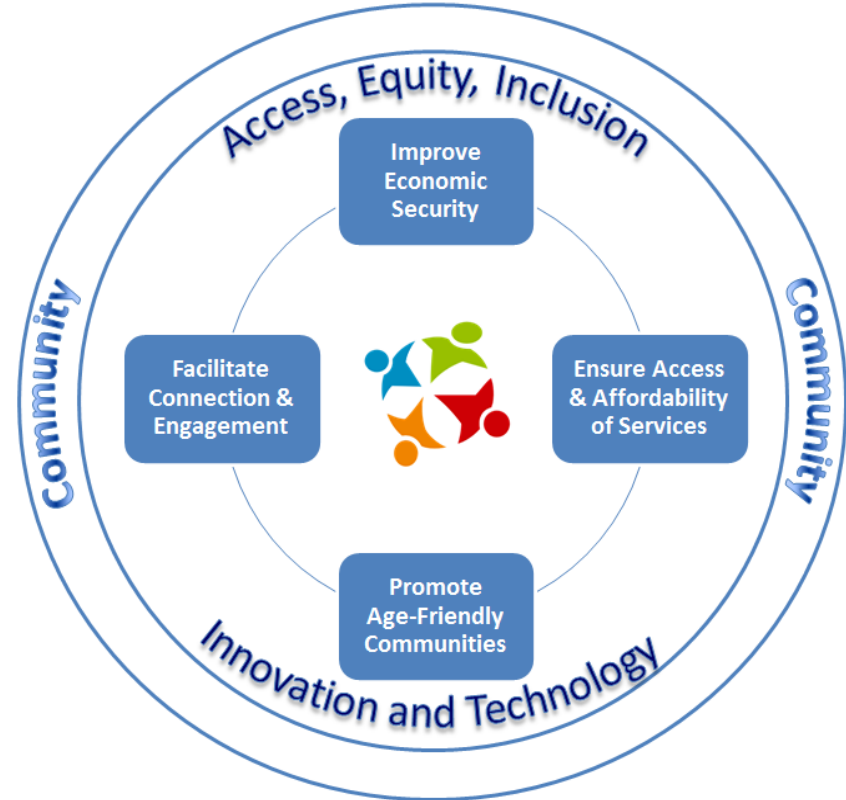 Access, Equity, Inclusion
Improve
Economic
Security
Community
Community
Facilitate
Connection &
Engagement
Ensure Access
& Affordability
of Services
Promote
Age-Friendly
Communities
Innovation and Technology